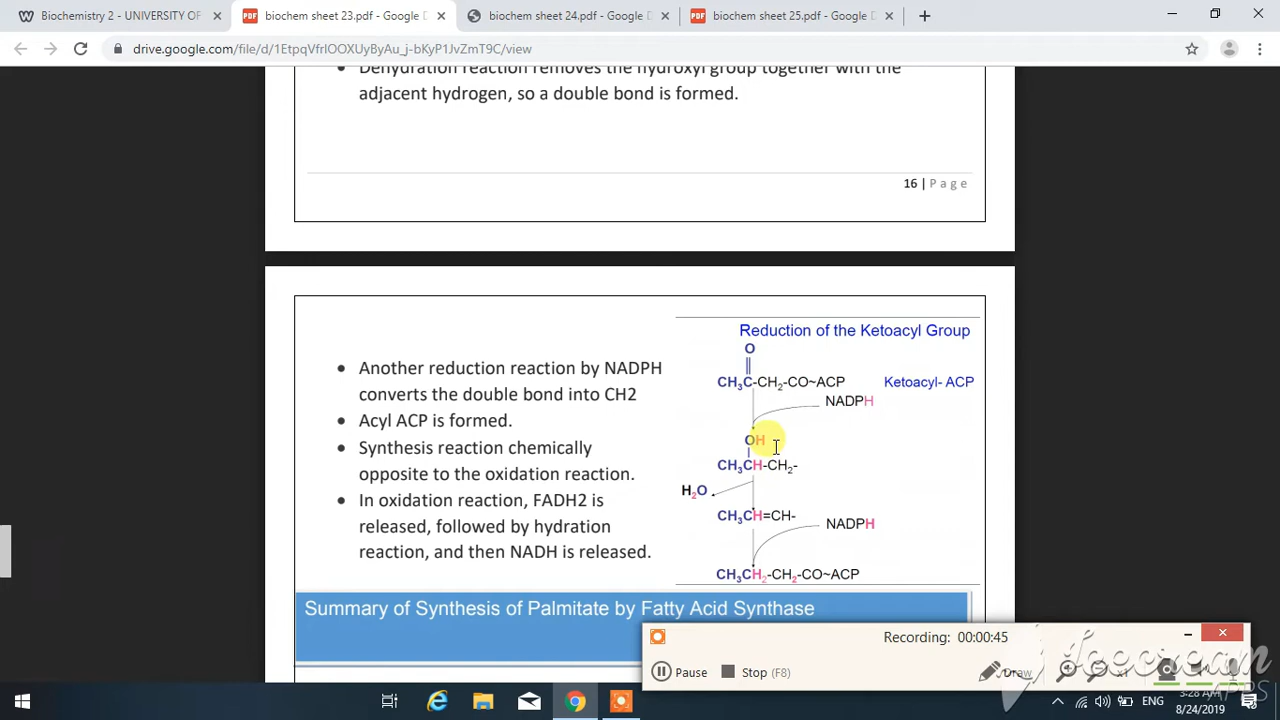 Biochemistry 2 - UNIVERSITY OF
biochem sheet 23.pdf - Google D
biochem sheet 24.pdf - Google D
biochem sheet 25.pdf - Google D
drive.google.com/file/d/1EtpqVfrIOOXUyByAu_j-bKyP1JvZmT9C/view
Dehydration reaction removes the hydroxyl group together with the
adjacent hydrogen, so a double bond is formed.
16 | Page
• Another reduction reaction by NADPH
converts the double bond into CH2
• Acyl ACP is formed.
• Synthesis reaction chemically
opposite to the oxidation reaction.
• In oxidation reaction, FADH2 is
released, followed by hydration
reaction, and then NADH is released.
Reduction of the Ketoacyl Group
O
CH3C-CH2-CO~ACP Ketoacyl- ACP
NADPH
OH
CH3CH-CH2-
H2O
CH3CH=CH-
NADPH
CH3CH2-CH2-CO~ACP
Summary of Synthesis of Palmitate by Fatty Acid Synthase
Recording: 00:00:45
Pause Stop (F8) Draw
Icecream
APPS
ENG
3:28 AM
8/24/2019